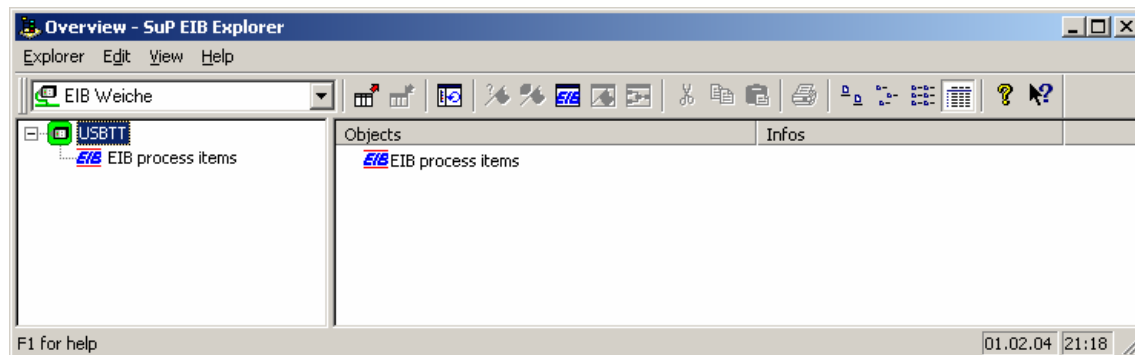 Overview - SuP EIB Explorer
Explorer Edit View Help
EIB Weiche
EIB
USBTT
EIB EIB process items
Objects Infos
EIB EIB process items
F1 for help 01.02.04 21:18